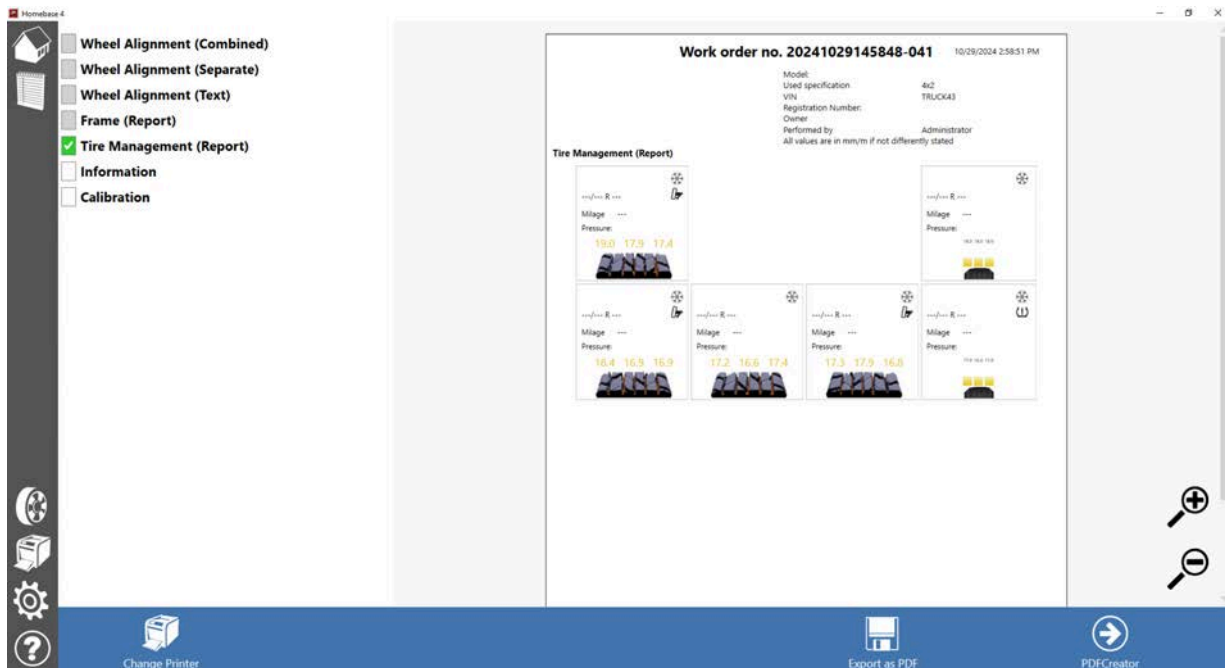 Homebase 4
Wheel Alignment (Combined)
Wheel Alignment (Separate)
Wheel Alignment (Text)
Frame (Report)
Tire Management (Report)
Information
Calibration
Work order no. 20241029145848-041 10/29/2024 2:58:51 PM
Model:
Used specification 4x2
VIN TRUCK43
Registration Number:
Owner
Performed by Administrator
All values are in mm/m if not differently stated
Tire Management (Report)
---/--- R --- ---/--- R ---
Milage --- Milage ---
Pressure: Pressure:
19.0 17.9 17.4
---/--- R --- ---/--- R --- ---/--- R --- ---/--- R ---
Milage --- Milage --- Milage --- Milage ---
Pressure: Pressure: Pressure: Pressure:
18.4 16.9 16.9 17.2 16.6 17.4 17.3 17.9 16.8
Change Printer Export as PDF PDFCreator